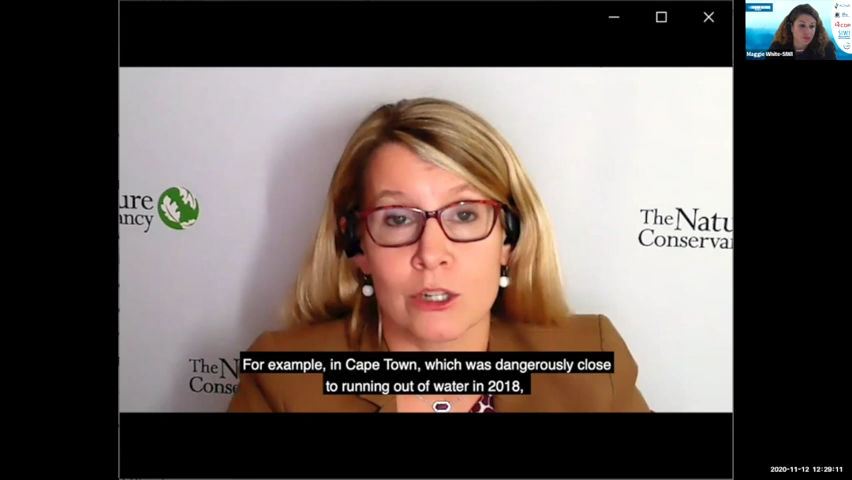 Maggie White-SIWI
ure
ancy
The Natu
Conserva
The N
Conse
For example, in Cape Town, which was dangerously close
to running out of water in 2018,
2020-11-12 12:29:11